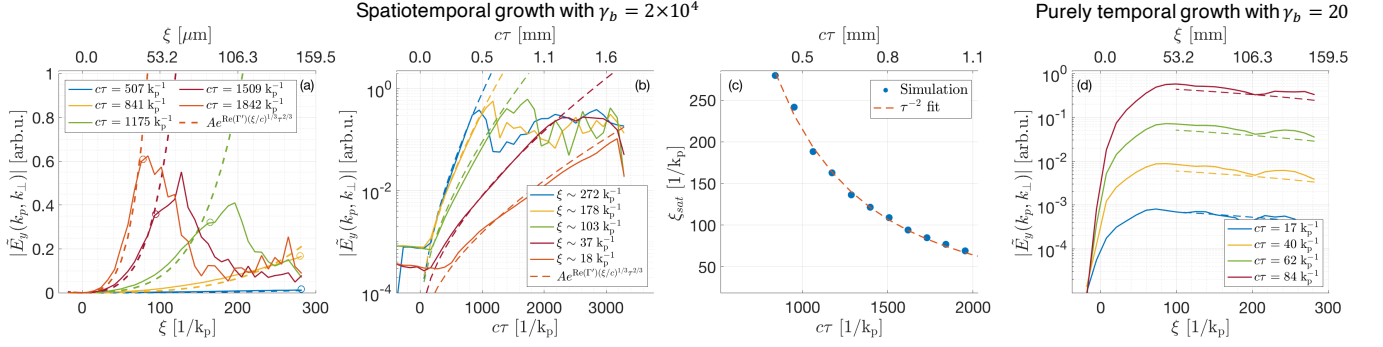 Spatiotemporal growth with γ_b = 2×10⁴
Purely temporal growth with γ_b = 20
ξ [μm]
0.0 53.2 106.3 159.5
(a)
cτ = 507 k_p⁻¹
cτ = 841 k_p⁻¹
cτ = 1175 k_p⁻¹
cτ = 1509 k_p⁻¹
cτ = 1842 k_p⁻¹
Ae^{Re(Γ′)(ξ/c)^{1/3}τ^{2/3}}
|Ẽ_y(k_p, k_⊥)| [arb.u.]
1
0.8
0.6
0.4
0.2
0
0 100 200 300
ξ [1/k_p]
cτ [mm]
0.0 0.5 1.1 1.6
(b)
|Ẽ_y(k_p, k_⊥)| [arb.u.]
10⁰
10⁻²
10⁻⁴
ξ ∼ 272 k_p⁻¹
ξ ∼ 178 k_p⁻¹
ξ ∼ 103 k_p⁻¹
ξ ∼ 37 k_p⁻¹
ξ ∼ 18 k_p⁻¹
Ae^{Re(Γ′)(ξ/c)^{1/3}τ^{2/3}}
0 1000 2000 3000
cτ [1/k_p]
cτ [mm]
0.5 0.8 1.1
(c)
Simulation
τ⁻² fit
ξ_sat [1/k_p]
250
200
150
100
50
1000 1500 2000
cτ [1/k_p]
ξ [mm]
0.0 53.2 106.3 159.5
(d)
|Ẽ_y(k_p, k_⊥)| [arb.u.]
10⁰
10⁻¹
10⁻²
10⁻³
10⁻⁴
cτ = 17 k_p⁻¹
cτ = 40 k_p⁻¹
cτ = 62 k_p⁻¹
cτ = 84 k_p⁻¹
0 100 200 300
ξ [1/k_p]